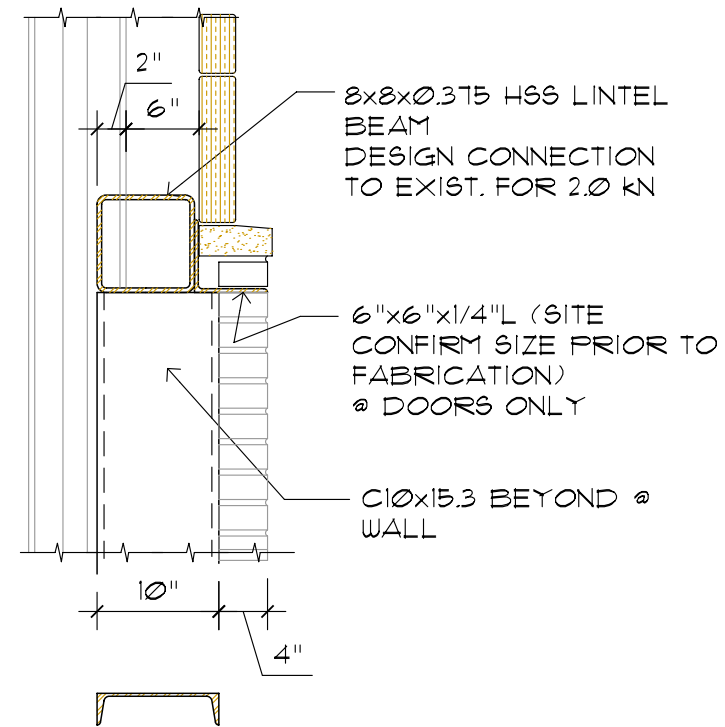 2"
6"
8x8x0.375 HSS LINTEL
BEAM
DESIGN CONNECTION
TO EXIST. FOR 2.0 kN
6"x6"x1/4"L (SITE
CONFIRM SIZE PRIOR TO
FABRICATION)
@ DOORS ONLY
C10x15.3 BEYOND @
WALL
10"
4"